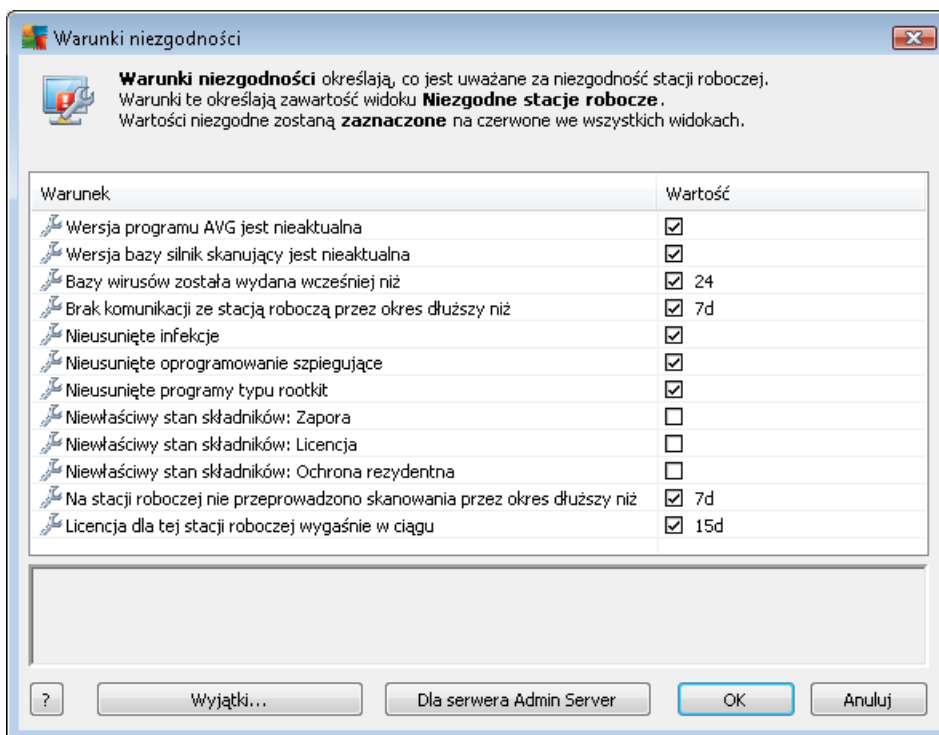 Warunki niezgodności
Warunki niezgodności określają, co jest uważane za niezgodność stacji roboczej.
Warunki te określają zawartość widoku Niezgodne stacje robocze.
Wartości niezgodne zostaną zaznaczone na czerwone we wszystkich widokach.
Warunek Wartość
Wersja programu AVG jest nieaktualna
Wersja bazy silnik skanujący jest nieaktualna
Bazy wirusów została wydana wcześniej niż 24
Brak komunikacji ze stacją roboczą przez okres dłuższy niż 7d
Nieusunięte infekcje
Nieusunięte oprogramowanie szpiegujące
Nieusunięte programy typu rootkit
Niewłaściwy stan składników: Zapora
Niewłaściwy stan składników: Licencja
Niewłaściwy stan składników: Ochrona rezydentna
Na stacji roboczej nie przeprowadzono skanowania przez okres dłuższy niż 7d
Licencja dla tej stacji roboczej wygaśnie w ciągu 15d
? Wyjątki... Dla serwera Admin Server OK Anuluj